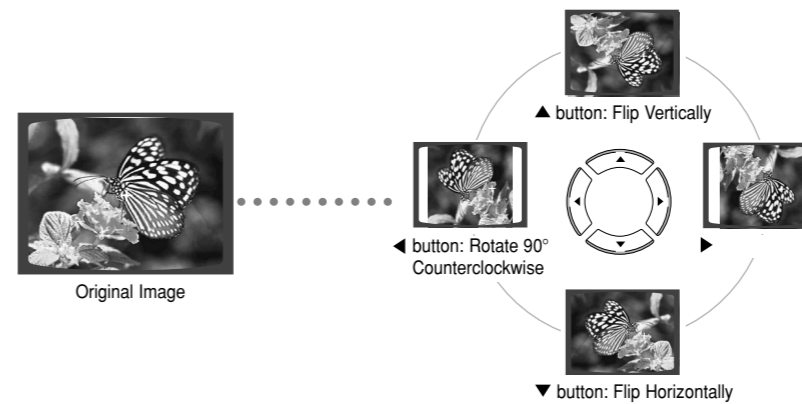 ▲ button: Flip Vertically
◀ button: Rotate 90°
Counterclockwise
▶
Original Image
▼ button: Flip Horizontally